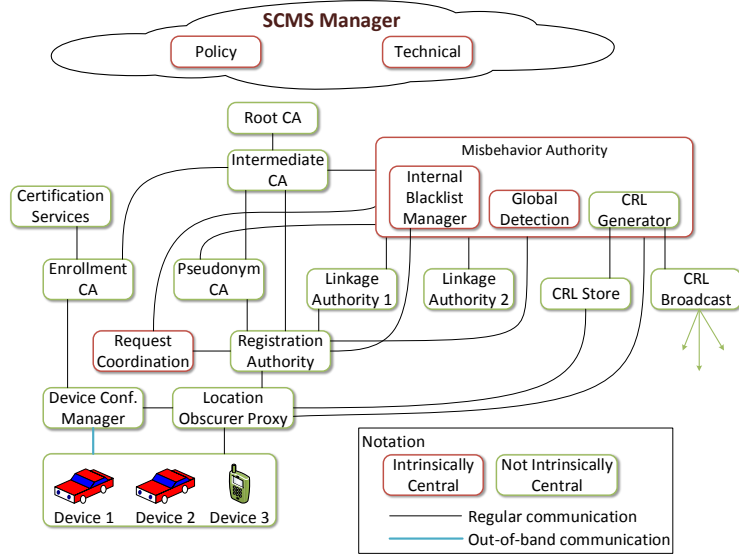 SCMS Manager
Policy
Technical
Root CA
Intermediate
CA
Misbehavior Authority
Internal
Blacklist
Manager
Global
Detection
CRL
Generator
Certification
Services
Enrollment
CA
Pseudonym
CA
Linkage
Authority 1
Linkage
Authority 2
CRL Store
CRL
Broadcast
Request
Coordination
Registration
Authority
Device Conf.
Manager
Location
Obscurer Proxy
Device 1
Device 2
Device 3
Notation
Intrinsically
Central
Not Intrinsically
Central
Regular communication
Out-of-band communication